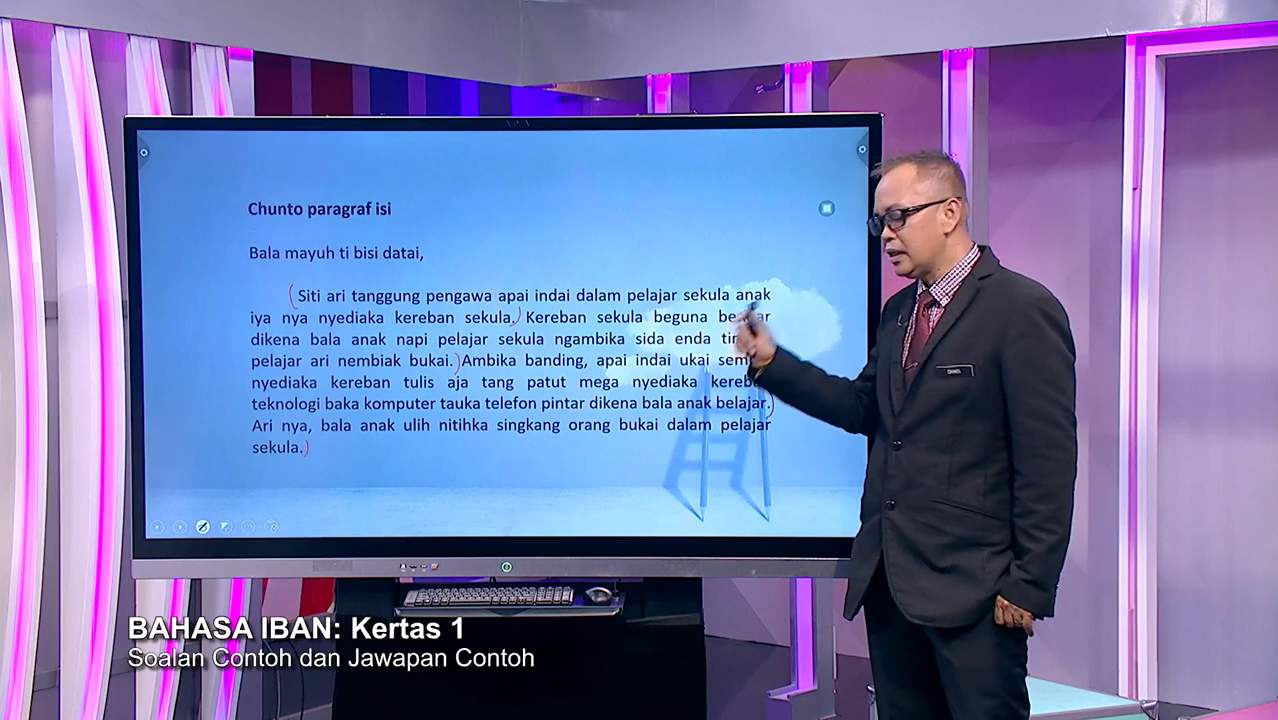 Chunto paragraf isi
Bala mayuh ti bisi datai,
Siti ari tanggung pengawa apai indai dalam pelajar sekula anak
iya nya nyediaka kereban sekula. Kereban sekula beguna
dikena bala anak napi pelajar sekula ngambika sida enda
pelajar ari nembiak bukai. Ambika banding, apai indai ukai
nyediaka kereban tulis aja tang patut mega nyediaka
teknologi baka komputer tauka telefon pintar dikena bala anak belajar.
Ari nya, bala anak ulih nitihka singkang orang bukai dalam pelajar
sekula.
DANIEL
BAHASA IBAN: Kertas 1
Soalan Contoh dan Jawapan Contoh